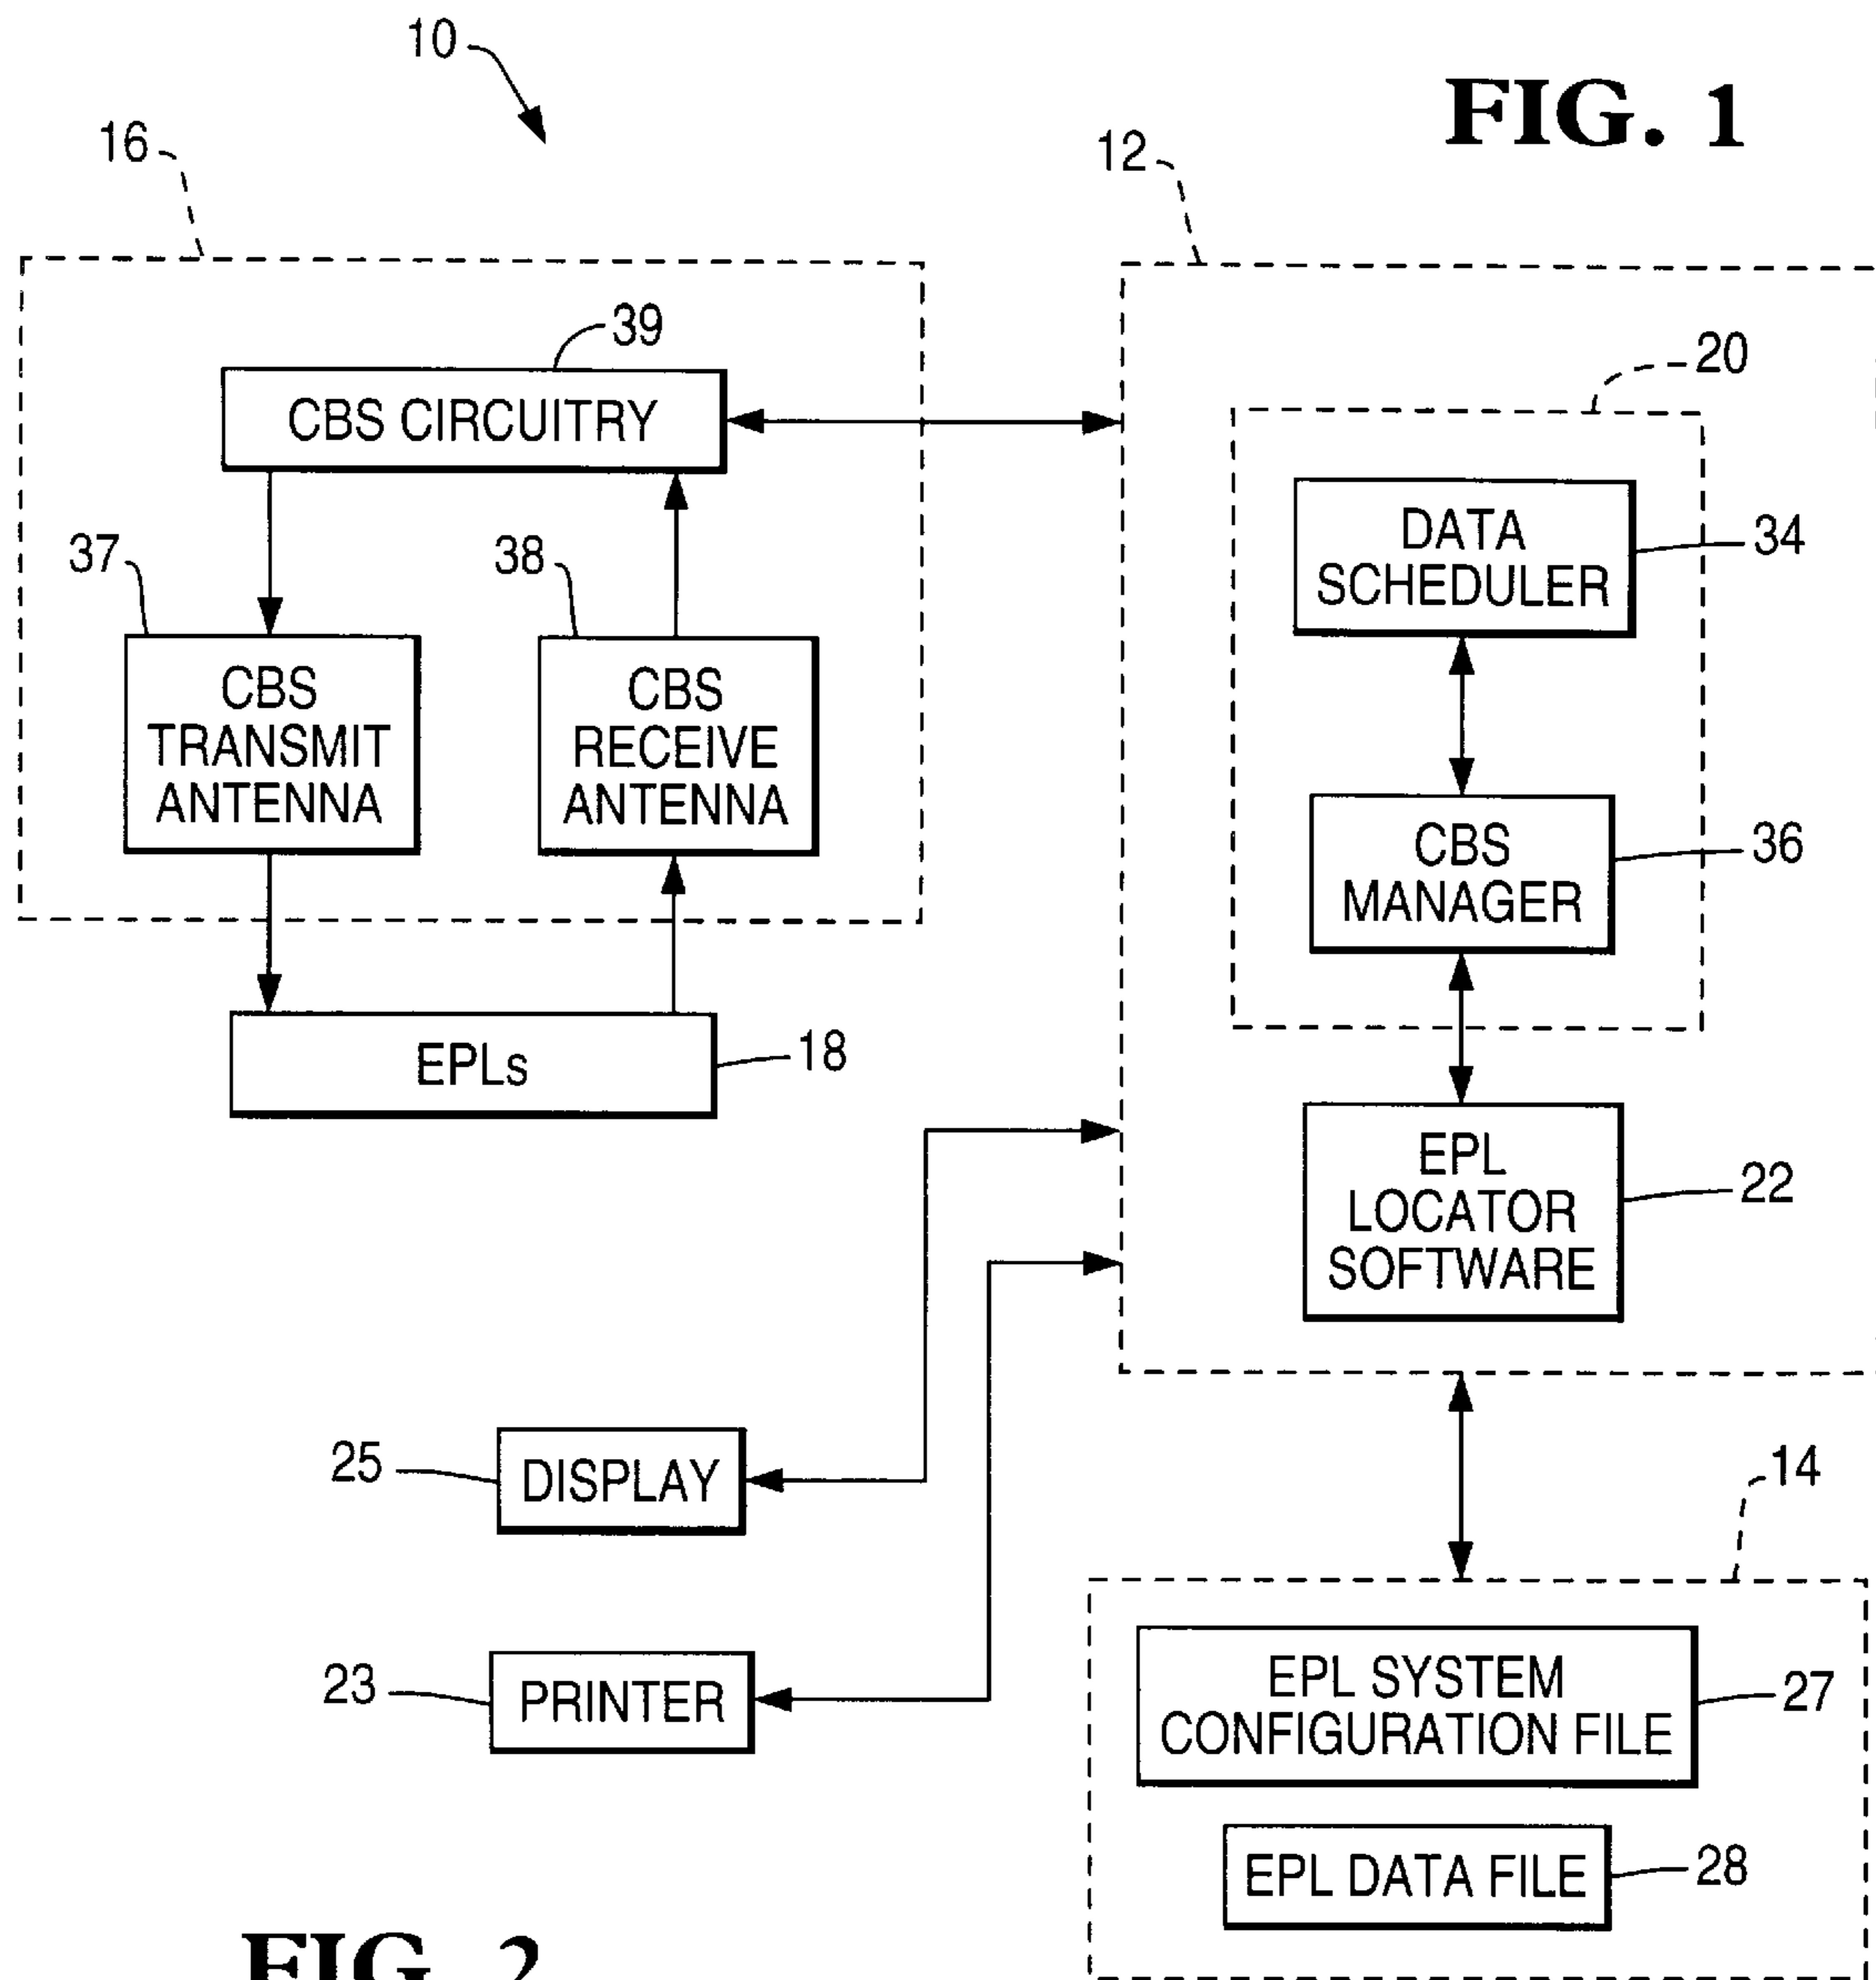 10
FIG. 1
16
12
39
20
CBS CIRCUITRY
DATA
SCHEDULER
34
37
38
CBS
TRANSMIT
ANTENNA
CBS
RECEIVE
ANTENNA
CBS
MANAGER
36
EPLs
18
EPL
LOCATOR
SOFTWARE
22
25
DISPLAY
14
23
PRINTER
EPL SYSTEM
CONFIGURATION FILE
27
EPL DATA FILE
28
FIG. 2